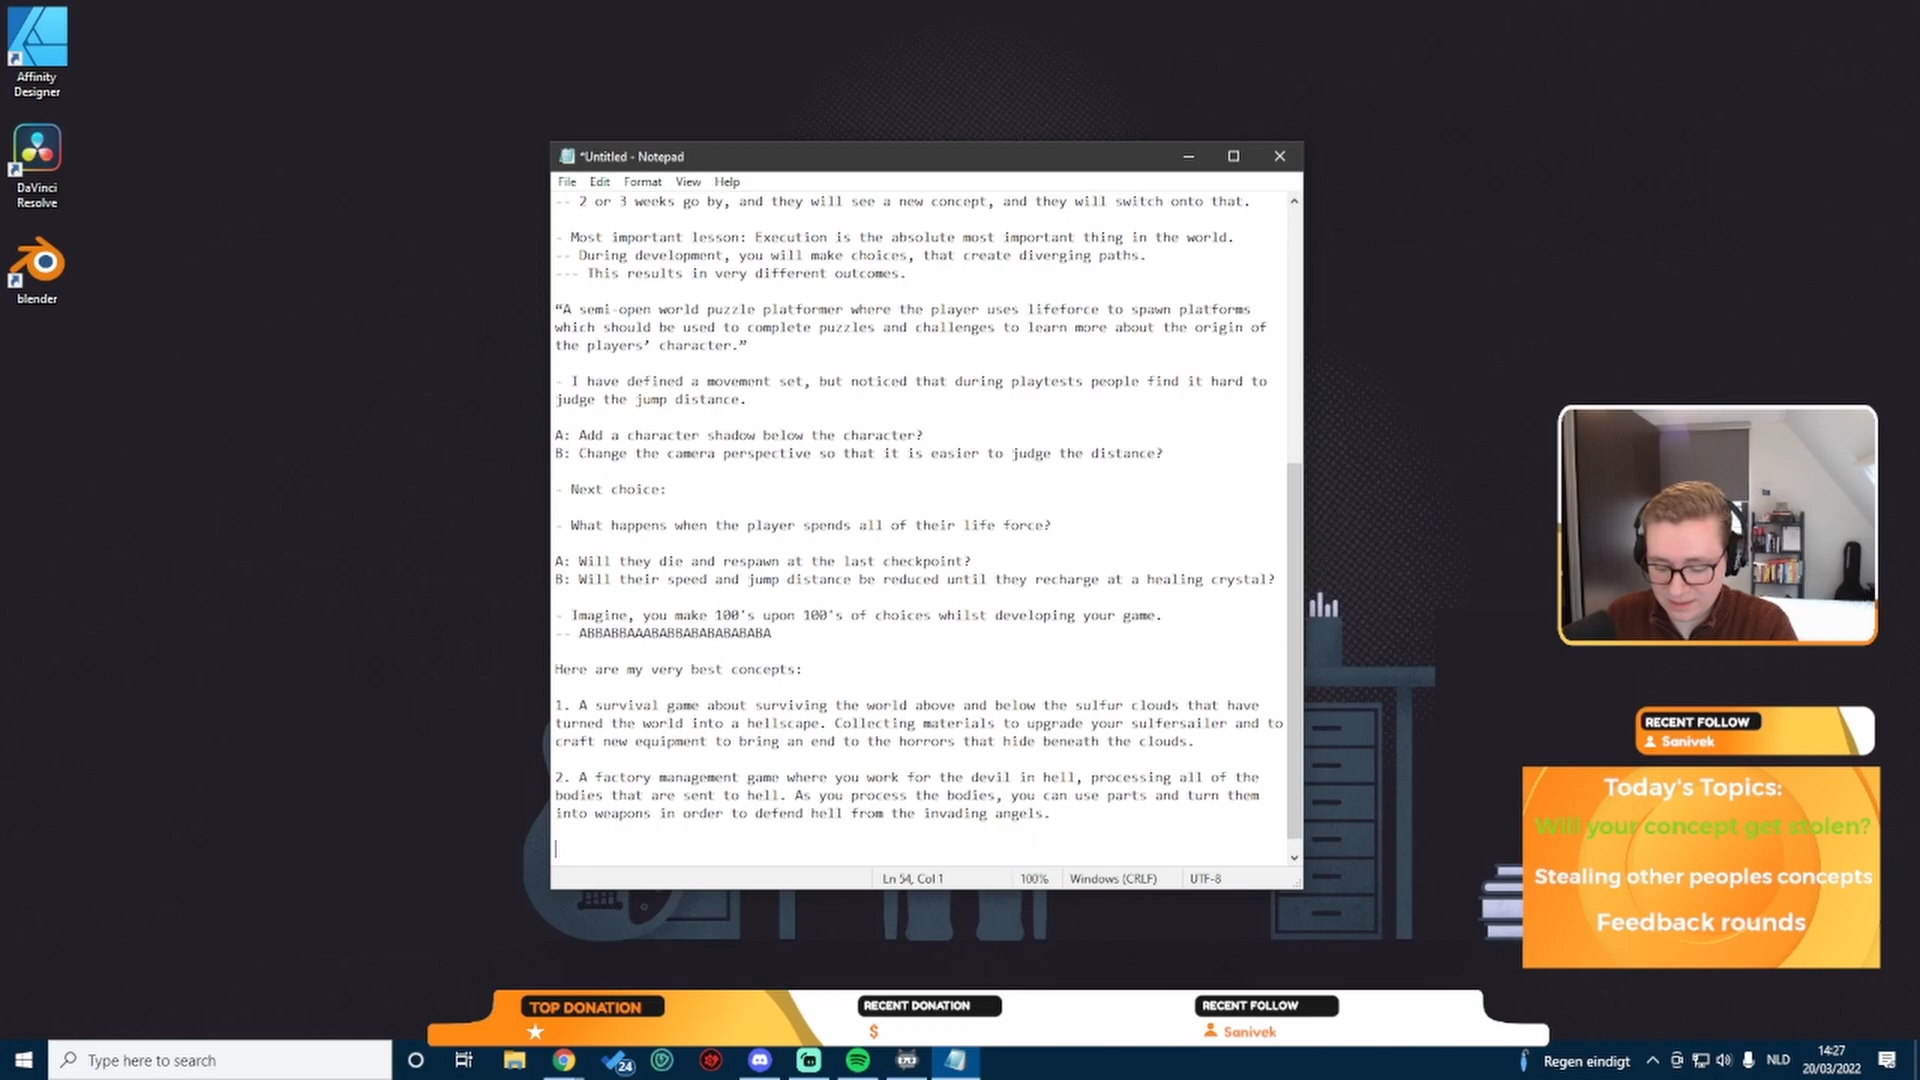 Affinity
Designer
DaVinci
Resolve
blender
*Untitled - Notepad
File Edit Format View Help
-- 2 or 3 weeks go by, and they will see a new concept, and they will switch onto that.
- Most important lesson: Execution is the absolute most important thing in the world.
-- During development, you will make choices, that create diverging paths.
--- This results in very different outcomes.
“A semi-open world puzzle platformer where the player uses lifeforce to spawn platforms
which should be used to complete puzzles and challenges to learn more about the origin of
the players’ character.”
- I have defined a movement set, but noticed that during playtests people find it hard to
judge the jump distance.
A: Add a character shadow below the character?
B: Change the camera perspective so that it is easier to judge the distance?
- Next choice:
- What happens when the player spends all of their life force?
A: Will they die and respawn at the last checkpoint?
B: Will their speed and jump distance be reduced until they recharge at a healing crystal?
- Imagine, you make 100's upon 100's of choices whilst developing your game.
-- ABBABBAAABABBABABABABABA
Here are my very best concepts:
1. A survival game about surviving the world above and below the sulfur clouds that have
turned the world into a hellscape. Collecting materials to upgrade your sulfersailer and to
craft new equipment to bring an end to the horrors that hide beneath the clouds.
2. A factory management game where you work for the devil in hell, processing all of the
bodies that are sent to hell. As you process the bodies, you can use parts and turn them
into weapons in order to defend hell from the invading angels.
Ln 54, Col 1 100% Windows (CRLF) UTF-8
RECENT FOLLOW
Sanivek
Today's Topics:
Will your concept get stolen?
Stealing other peoples concepts
Feedback rounds
TOP DONATION
RECENT DONATION
$
RECENT FOLLOW
Sanivek
Type here to search
24
Regen eindigt
NLD
14:27
20/03/2022